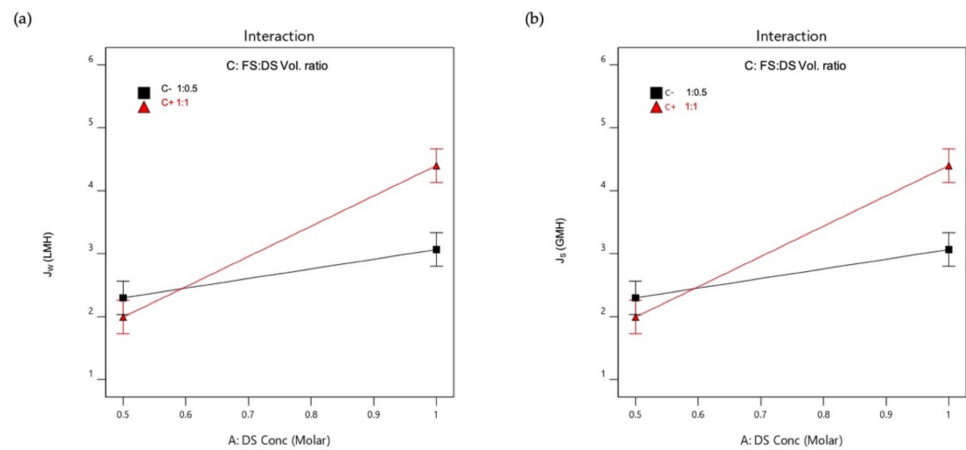 (a)
Interaction
C: FS:DS Vol. ratio
C- 1:0.5
C+ 1:1
6
5
4
3
2
1
J_W (LMH)
0.5 0.6 0.7 0.8 0.9 1
A: DS Conc (Molar)
(b)
Interaction
C: FS:DS Vol. ratio
C- 1:0.5
C+ 1:1
6
5
4
3
2
1
J_S (GMH)
0.5 0.6 0.7 0.8 0.9 1
A: DS Conc (Molar)